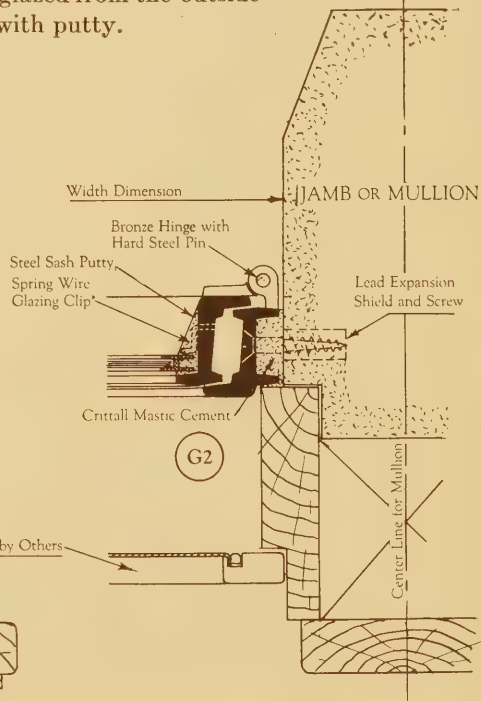 glazed from the outside
with putty.
Width Dimension
JAMB OR MULLION
Bronze Hinge with
Hard Steel Pin
Steel Sash Putty
Spring Wire
Glazing Clip
Lead Expansion
Shield and Screw
Crittall Mastic Cement
G2
Center Line for Mullion
by Others